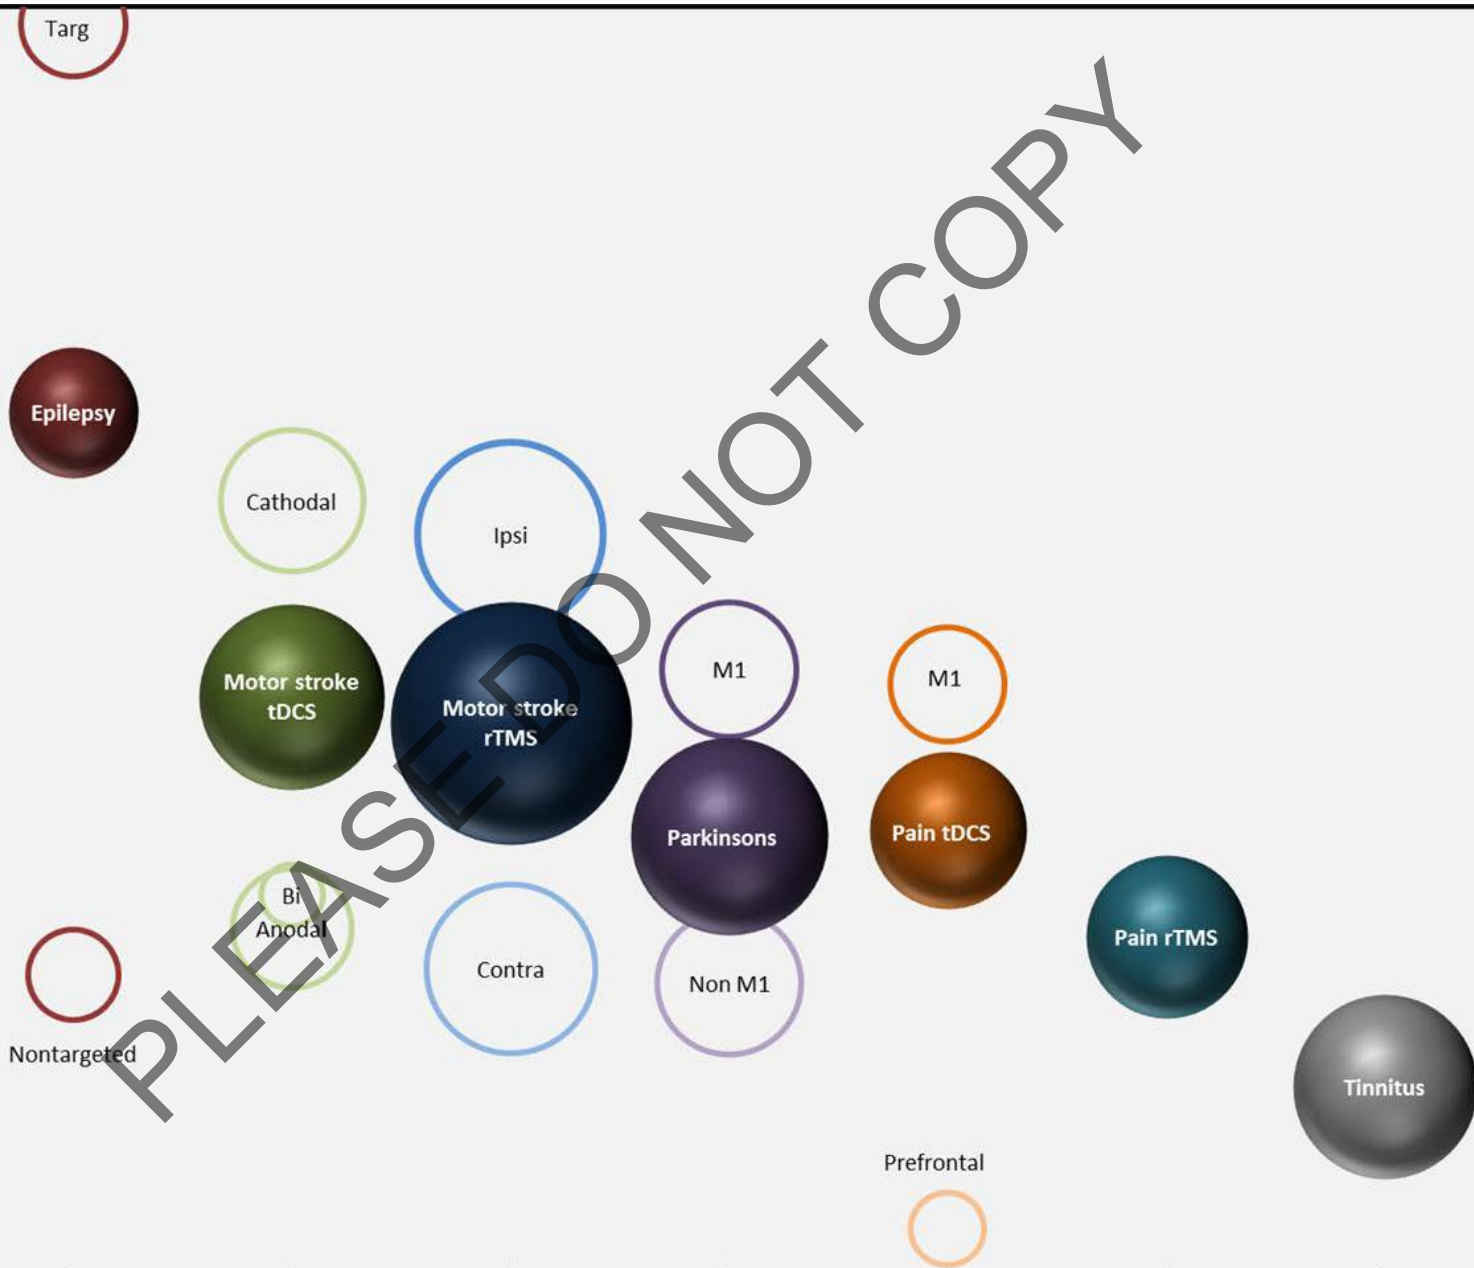 Targ
Epilepsy
Cathodal
Ipsi
Motor stroke
tDCS
Motor stroke
rTMS
M1
M1
Parkinsons
Pain tDCS
Bi
Anodal
Contra
Non M1
Pain rTMS
Nontargeted
Tinnitus
Prefrontal
PLEASE DO NOT COPY